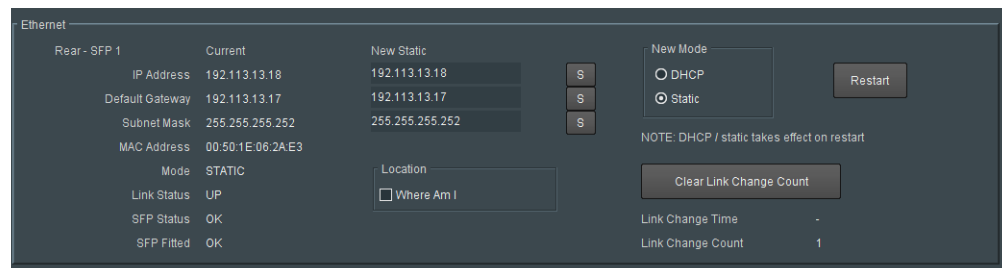 Ethernet
Rear - SFP 1 Current New Static New Mode
IP Address 192.113.13.18 192.113.13.18 S DHCP Restart
Default Gateway 192.113.13.17 192.113.13.17 S Static
Subnet Mask 255.255.255.252 255.255.255.252 S
NOTE: DHCP / static takes effect on restart
MAC Address 00:50:1E:06:2A:E3
Mode STATIC Location Clear Link Change Count
Link Status UP Where Am I
SFP Status OK Link Change Time -
SFP Fitted OK Link Change Count 1